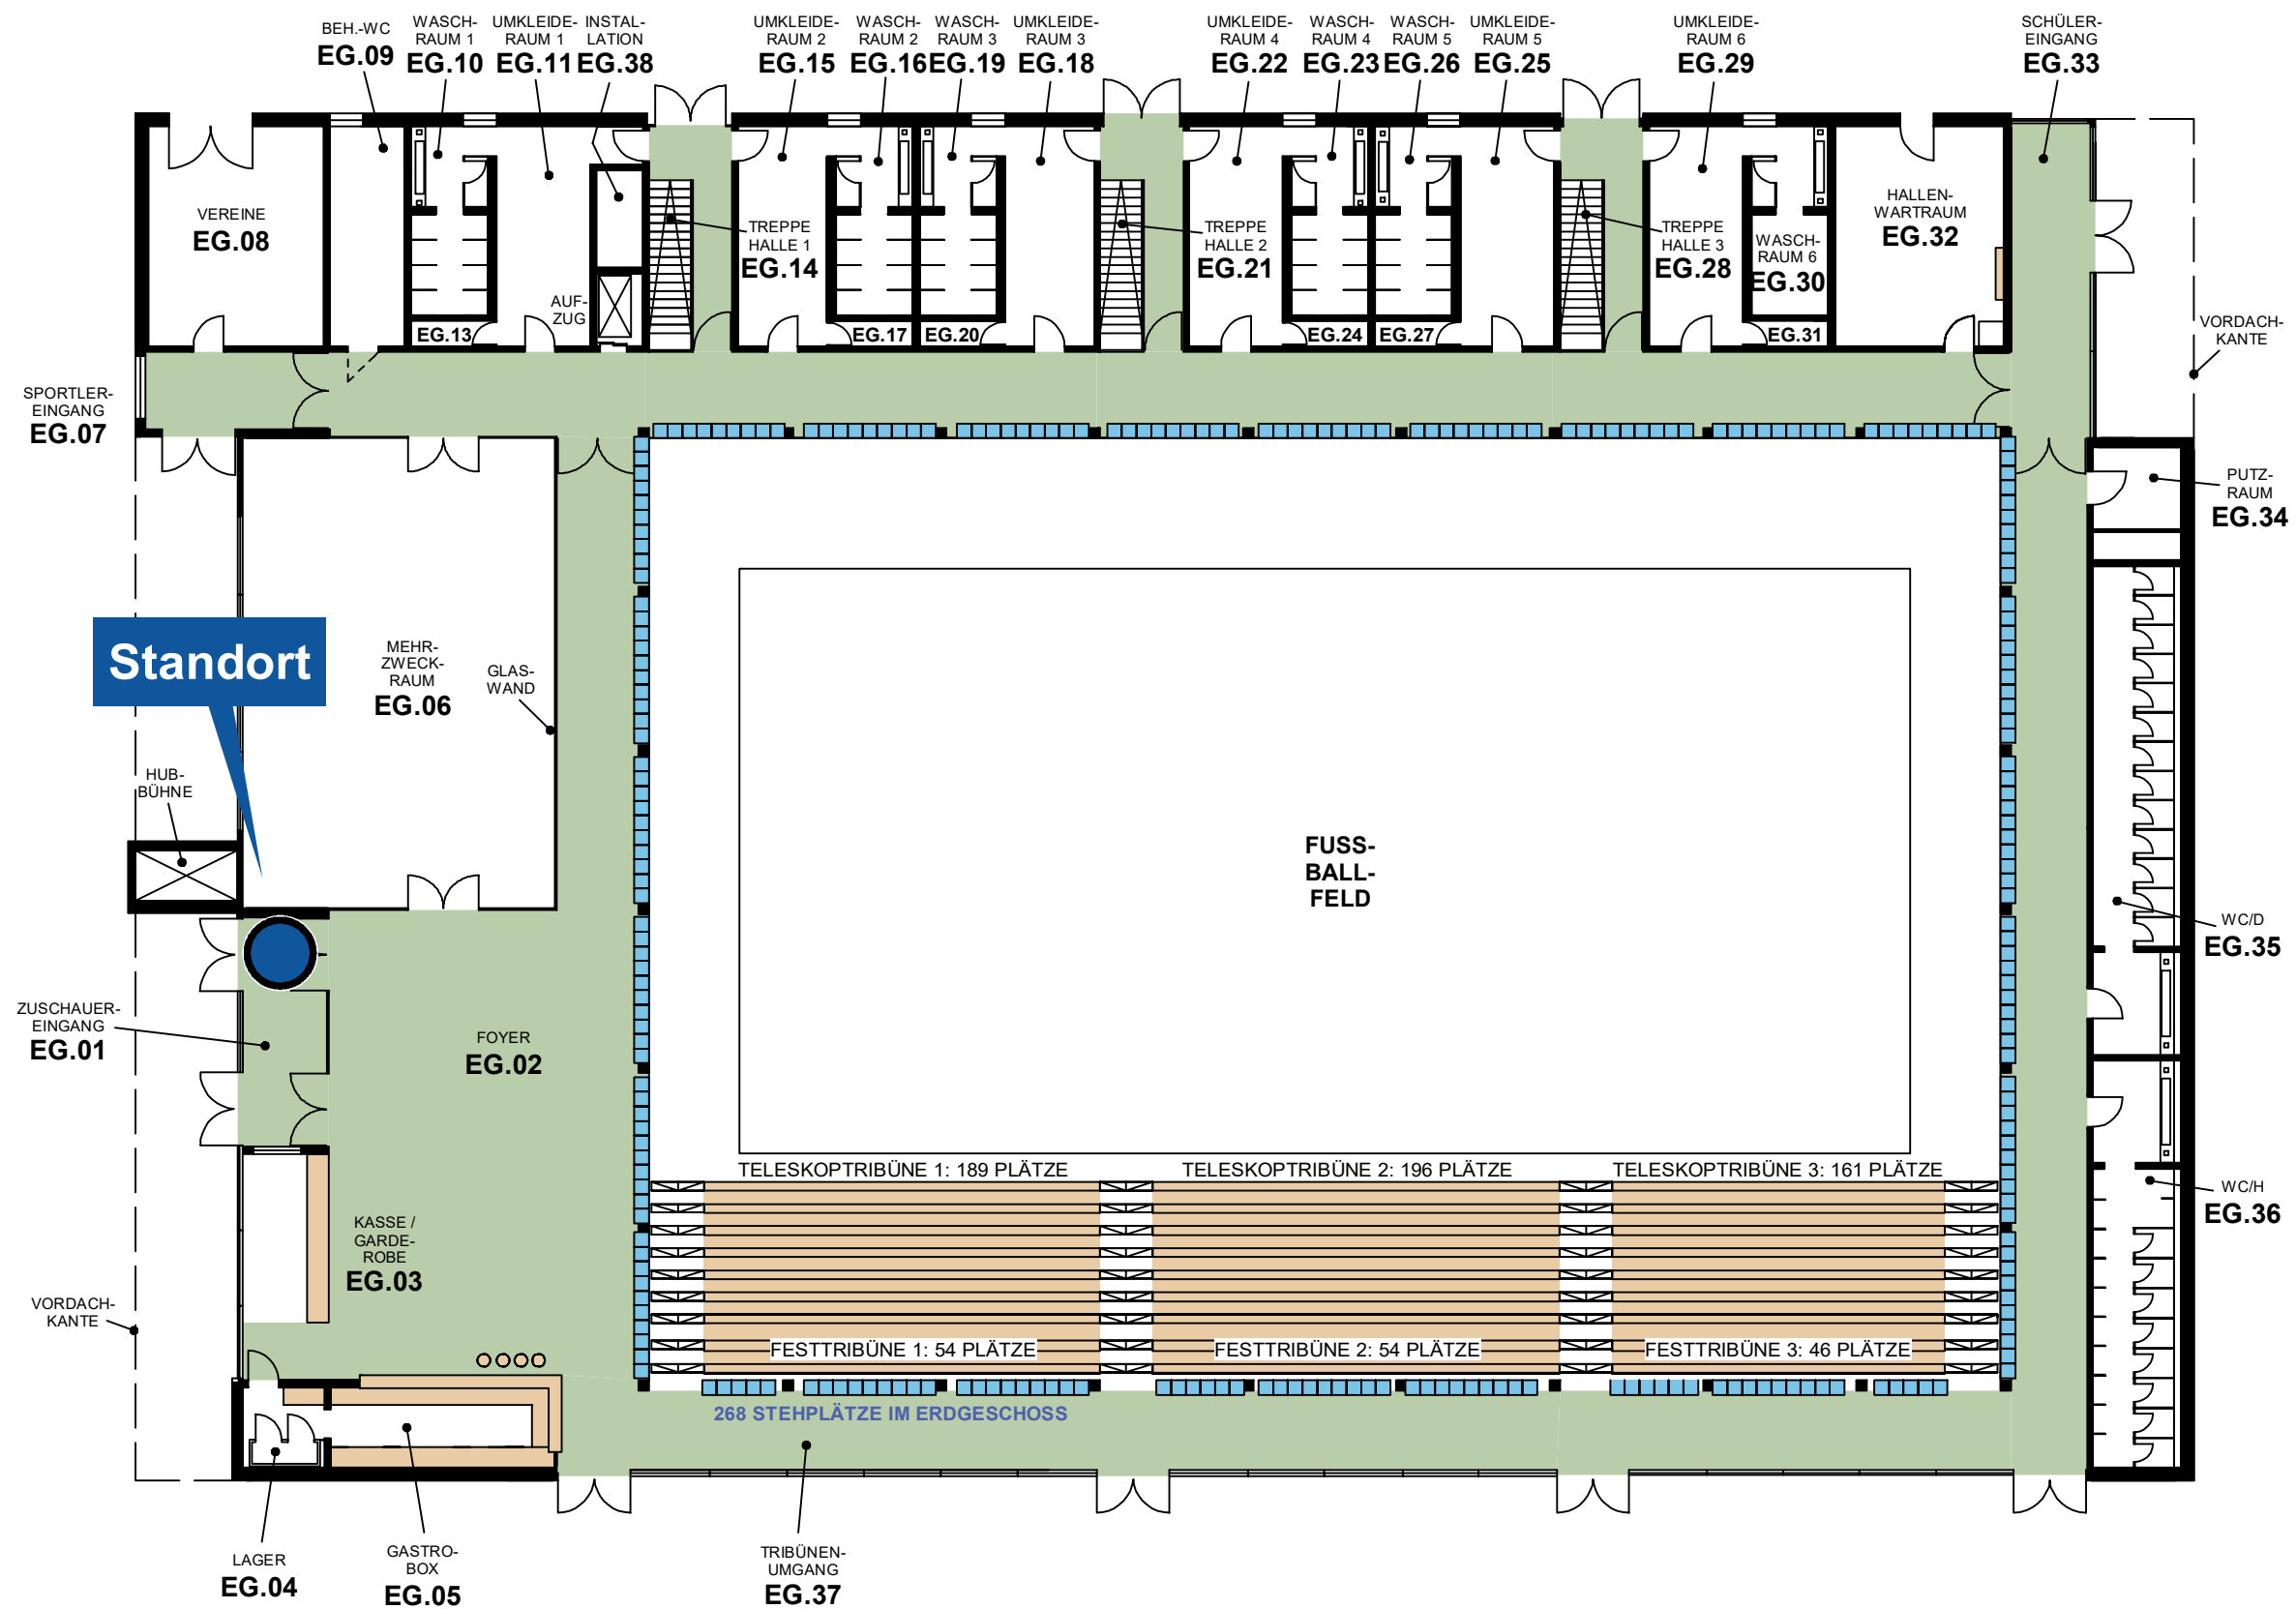 BEH.-WC
EG.09
WASCH-
RAUM 1
EG.10
UMKLEIDE-
RAUM 1
EG.11
INSTAL-
LATION
EG.38
UMKLEIDE-
RAUM 2
EG.15
WASCH-
RAUM 2
EG.16
WASCH-
RAUM 3
EG.19
UMKLEIDE-
RAUM 3
EG.18
UMKLEIDE-
RAUM 4
EG.22
WASCH-
RAUM 4
EG.23
WASCH-
RAUM 5
EG.26
UMKLEIDE-
RAUM 5
EG.25
UMKLEIDE-
RAUM 6
EG.29
SCHÜLER-
EINGANG
EG.33
VEREINE
EG.08
TREPPE
HALLE 1
EG.14
TREPPE
HALLE 2
EG.21
TREPPE
HALLE 3
EG.28
WASCH-
RAUM 6
EG.30
HALLEN-
WARTRAUM
EG.32
AUF-
ZUG
EG.13
EG.17
EG.20
EG.24
EG.27
EG.31
VORDACH-
KANTE
SPORTLER-
EINGANG
EG.07
PUTZ-
RAUM
EG.34
Standort
MEHR-
ZWECK-
RAUM
EG.06
GLAS-
WAND
HUB-
BÜHNE
FUSS-
BALL-
FELD
WC/D
EG.35
ZUSCHAUER-
EINGANG
EG.01
FOYER
EG.02
TELESKOPTRIBÜNE 1: 189 PLÄTZE
TELESKOPTRIBÜNE 2: 196 PLÄTZE
TELESKOPTRIBÜNE 3: 161 PLÄTZE
WC/H
EG.36
KASSE /
GARDE-
ROBE
EG.03
VORDACH-
KANTE
FESTTRIBÜNE 1: 54 PLÄTZE
FESTTRIBÜNE 2: 54 PLÄTZE
FESTTRIBÜNE 3: 46 PLÄTZE
268 STEHPLÄTZE IM ERDGESCHOSS
LAGER
EG.04
GASTRO-
BOX
EG.05
TRIBÜNEN-
UMGANG
EG.37